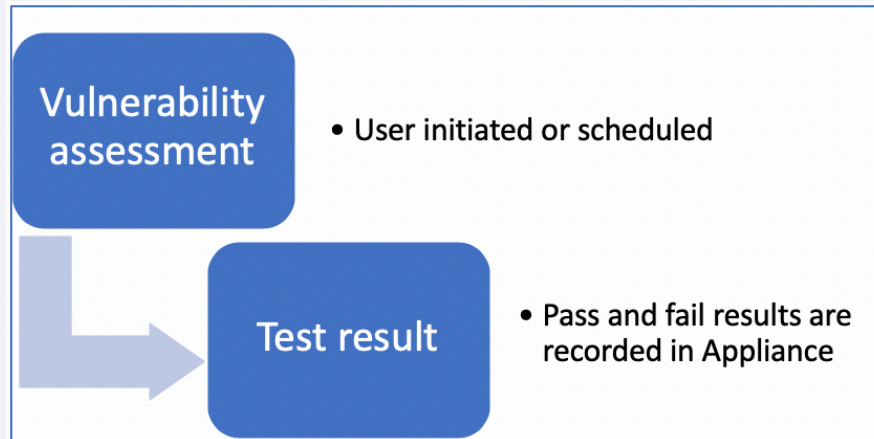 Vulnerability
assessment
• User initiated or scheduled
Test result
• Pass and fail results are
recorded in Appliance